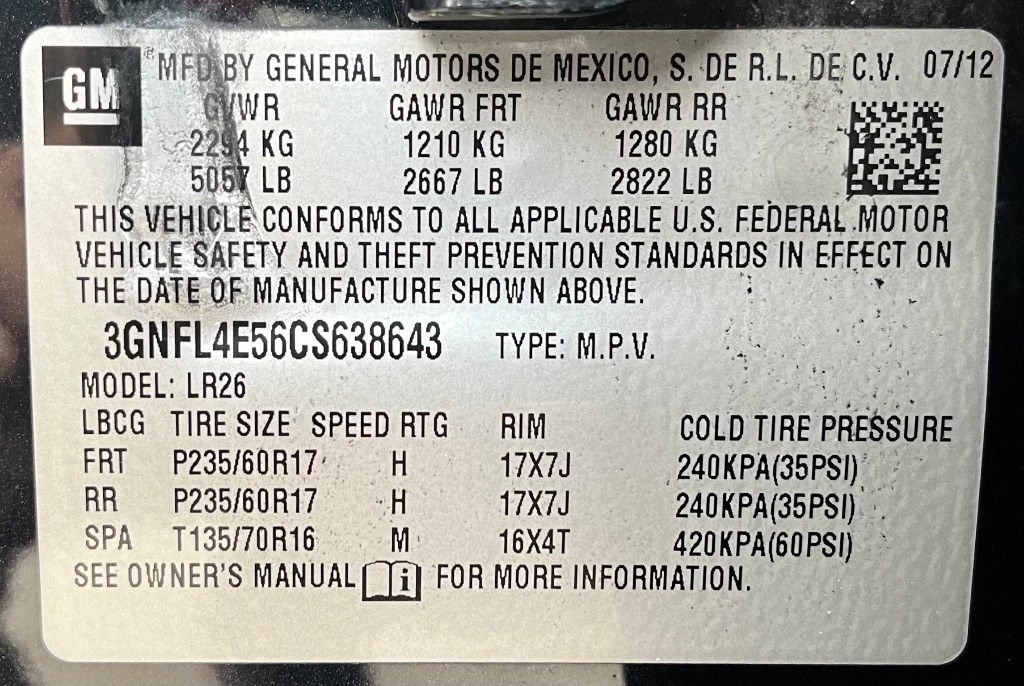 GM
® MFD BY GENERAL MOTORS DE MEXICO, S. DE R.L. DE C.V. 07/12
GVWR GAWR FRT GAWR RR
2294 KG 1210 KG 1280 KG
5057 LB 2667 LB 2822 LB
THIS VEHICLE CONFORMS TO ALL APPLICABLE U.S. FEDERAL MOTOR
VEHICLE SAFETY AND THEFT PREVENTION STANDARDS IN EFFECT ON
THE DATE OF MANUFACTURE SHOWN ABOVE.
3GNFL4E56CS638643 TYPE: M.P.V.
MODEL: LR26
LBCG TIRE SIZE SPEED RTG RIM COLD TIRE PRESSURE
FRT P235/60R17 H 17X7J 240KPA(35PSI)
RR P235/60R17 H 17X7J 240KPA(35PSI)
SPA T135/70R16 M 16X4T 420KPA(60PSI)
SEE OWNER'S MANUAL i FOR MORE INFORMATION.